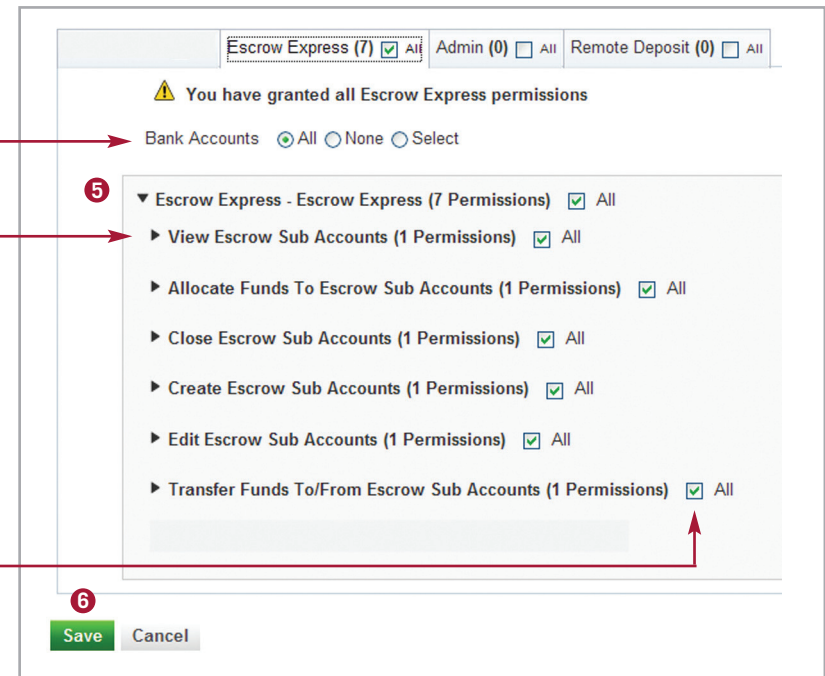 Escrow Express (7) All Admin (0) All Remote Deposit (0) All
You have granted all Escrow Express permissions
Bank Accounts All None Select
5
Escrow Express - Escrow Express (7 Permissions) All
View Escrow Sub Accounts (1 Permissions) All
Allocate Funds To Escrow Sub Accounts (1 Permissions) All
Close Escrow Sub Accounts (1 Permissions) All
Create Escrow Sub Accounts (1 Permissions) All
Edit Escrow Sub Accounts (1 Permissions) All
Transfer Funds To/From Escrow Sub Accounts (1 Permissions) All
6
Save Cancel